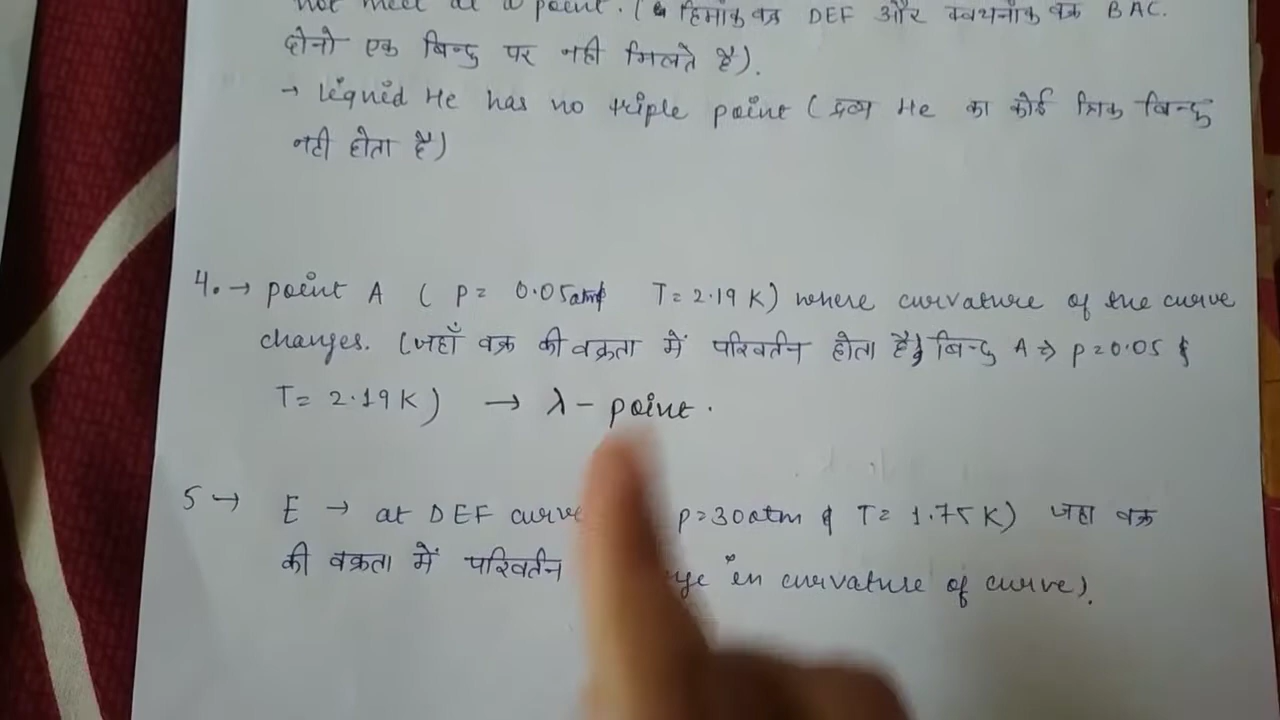 not meet at a point. ( हिमांक वक्र DEF और क्वथनांक वक्र BAC.
दोनो एक बिन्दु पर नही मिलते है).
→ liquid He has no triple point ( द्रव्य He का कोई त्रिक बिन्दु
नही होता है)
4. → point A ( P = 0.05atm T = 2.19 K) where curvature of the curve
changes. (जहाँ वक्र की वक्रता में परिवर्तन होता है) बिन्दु A ⇒ P = 0.05 &
T = 2.19 K) → λ - point.
5 → E → at DEF curve P = 30 atm & T = 1.75 K) जहा वक्र
की वक्रता में परिवर्तन in curvature of curve).